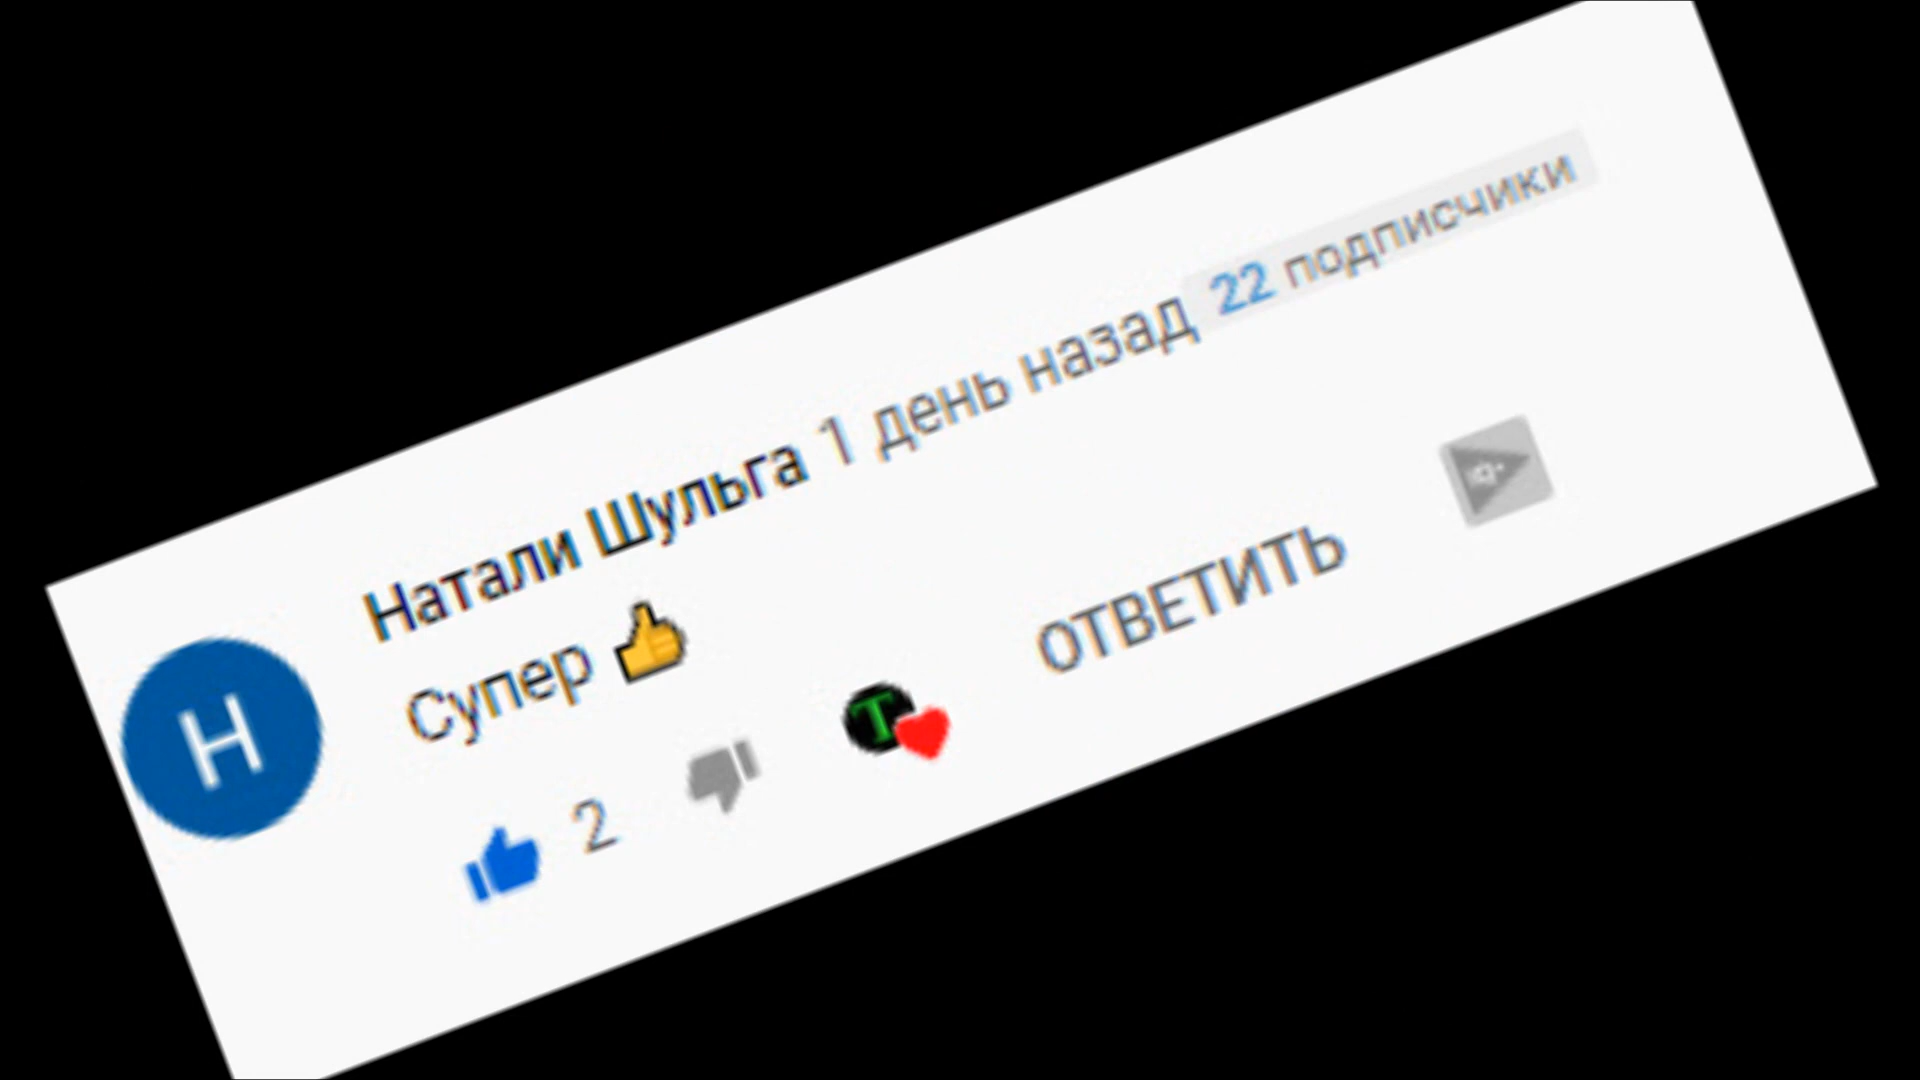 Натали Шульга 1 день назад 22 подписчики
Н
Супер 👍
2 Т ОТВЕТИТЬ